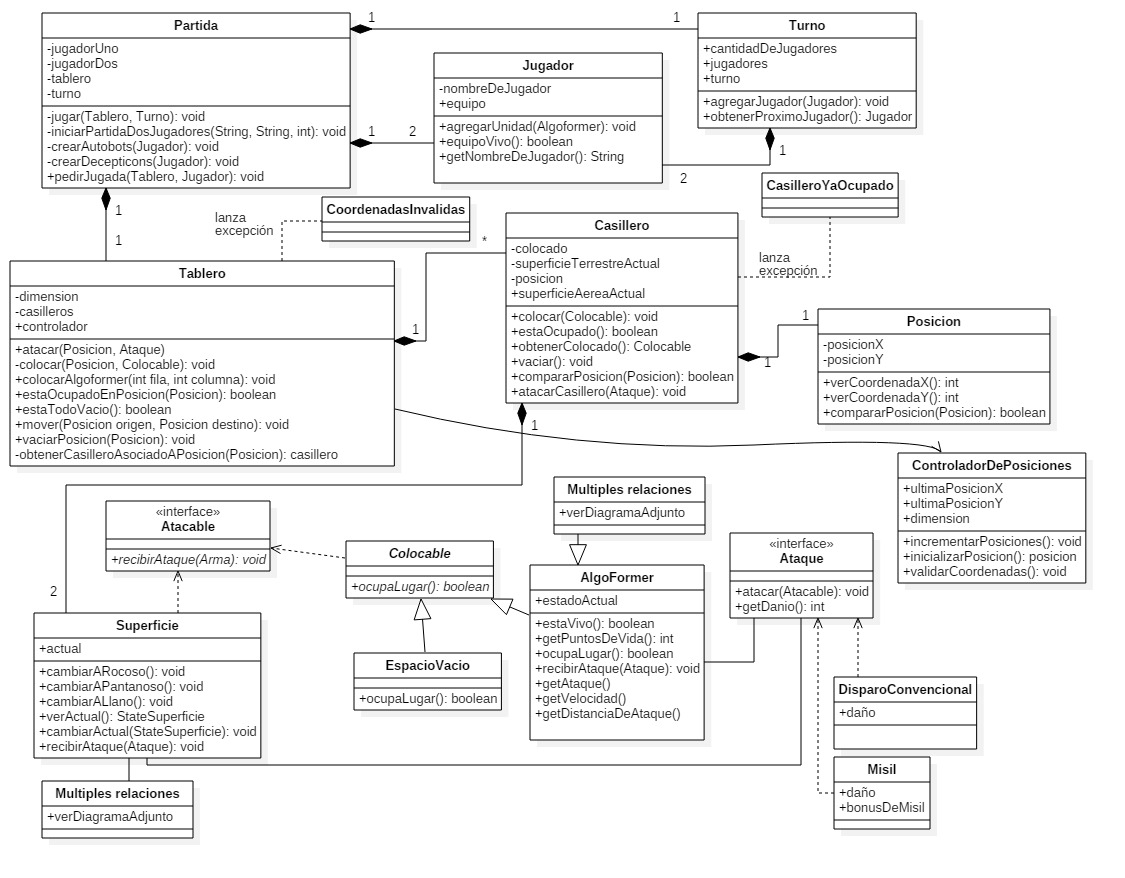 Partida
-jugadorUno
-jugadorDos
-tablero
-turno
-jugar(Tablero, Turno): void
-iniciarPartidaDosJugadores(String, String, int): void
-crearAutobots(Jugador): void
-crearDecepticons(Jugador): void
+pedirJugada(Tablero, Jugador): void
1
1
Turno
+cantidadDeJugadores
+jugadores
+turno
+agregarJugador(Jugador): void
+obtenerProximoJugador(): Jugador
1
2
Jugador
-nombreDeJugador
+equipo
+agregarUnidad(Algoformer): void
+equipoVivo(): boolean
+getNombreDeJugador(): String
1
2
1
1
CasilleroYaOcupado
lanza
excepción
CoordenadasInvalidas
lanza
excepción
Casillero
-colocado
-superficieTerrestreActual
-posicion
+superficieAereaActual
+colocar(Colocable): void
+estaOcupado(): boolean
+obtenerColocado(): Colocable
+vaciar(): void
+compararPosicion(Posicion): boolean
+atacarCasillero(Ataque): void
*
1
Tablero
-dimension
-casilleros
+controlador
+atacar(Posicion, Ataque)
-colocar(Posicion, Colocable): void
+colocarAlgoformer(int fila, int columna): void
+estaOcupadoEnPosicion(Posicion): boolean
+estaTodoVacio(): boolean
+mover(Posicion origen, Posicion destino): void
+vaciarPosicion(Posicion): void
-obtenerCasilleroAsociadoAPosicion(Posicion): casillero
1
1
Posicion
-posicionX
-posicionY
+verCoordenadaX(): int
+verCoordenadaY(): int
+compararPosicion(Posicion): boolean
1
ControladorDePosiciones
+ultimaPosicionX
+ultimaPosicionY
+dimension
+incrementarPosiciones(): void
+inicializarPosicion(): posicion
+validarCoordenadas(): void
Multiples relaciones
+verDiagramaAdjunto
«interface»
Atacable
+recibirAtaque(Arma): void
Colocable
+ocupaLugar(): boolean
«interface»
Ataque
+atacar(Atacable): void
+getDanio(): int
AlgoFormer
+estadoActual
+estaVivo(): boolean
+getPuntosDeVida(): int
+ocupaLugar(): boolean
+recibirAtaque(Ataque): void
+getAtaque()
+getVelocidad()
+getDistanciaDeAtaque()
2
Superficie
+actual
+cambiarARocoso(): void
+cambiarAPantanoso(): void
+cambiarALlano(): void
+verActual(): StateSuperficie
+cambiarActual(StateSuperficie): void
+recibirAtaque(Ataque): void
EspacioVacio
+ocupaLugar(): boolean
DisparoConvencional
+daño
Misil
+daño
+bonusDeMisil
Multiples relaciones
+verDiagramaAdjunto